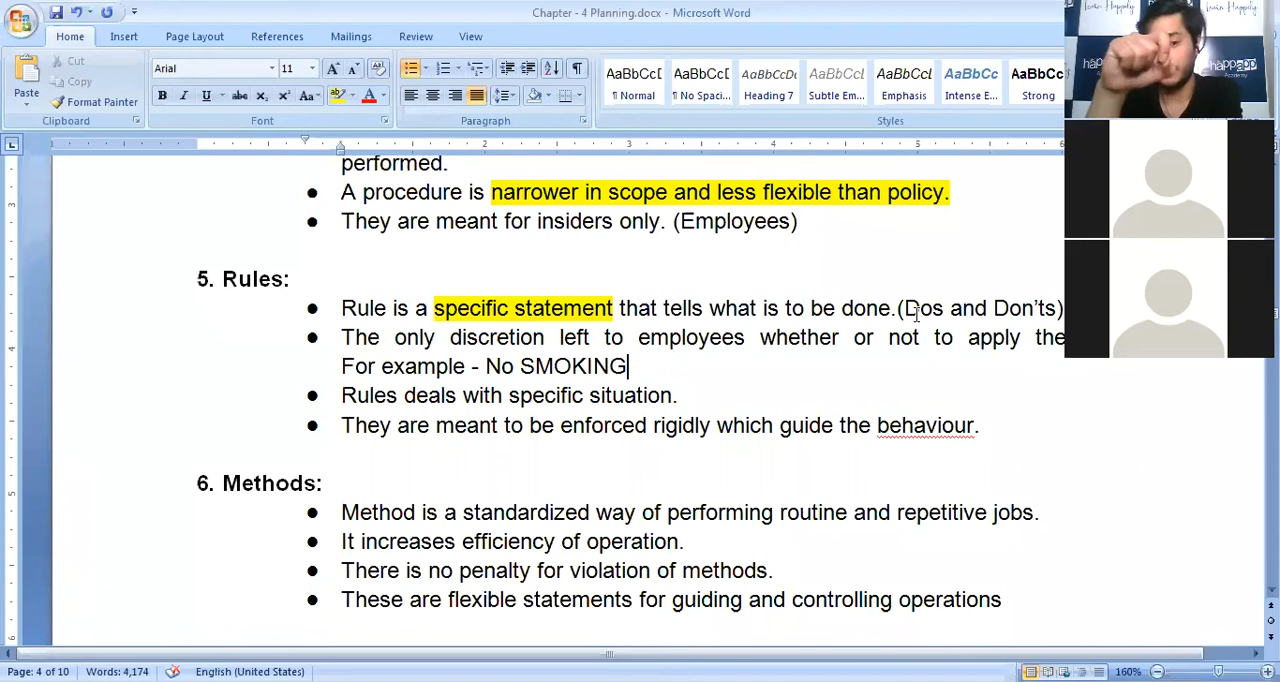 Chapter - 4 Planning.docx - Microsoft Word
Home Insert Page Layout References Mailings Review View
Paste
Cut
Copy
Format Painter
Clipboard
Arial 11
Font
Paragraph
AaBbCcD AaBbCcD AaBbCcDc AaBbCcDc AaBbCcD AaBbCc AaBbCc
¶ Normal ¶ No Spaci... Heading 7 Subtle Em... Emphasis Intense E... Strong
Styles
performed.
● A procedure is narrower in scope and less flexible than policy.
● They are meant for insiders only. (Employees)
5. Rules:
● Rule is a specific statement that tells what is to be done.(Dos and Don’ts)
● The only discretion left to employees whether or not to apply the
For example - No SMOKING
● Rules deals with specific situation.
● They are meant to be enforced rigidly which guide the behaviour.
6. Methods:
● Method is a standardized way of performing routine and repetitive jobs.
● It increases efficiency of operation.
● There is no penalty for violation of methods.
● These are flexible statements for guiding and controlling operations
Page: 4 of 10 Words: 4,174 English (United States) 160%